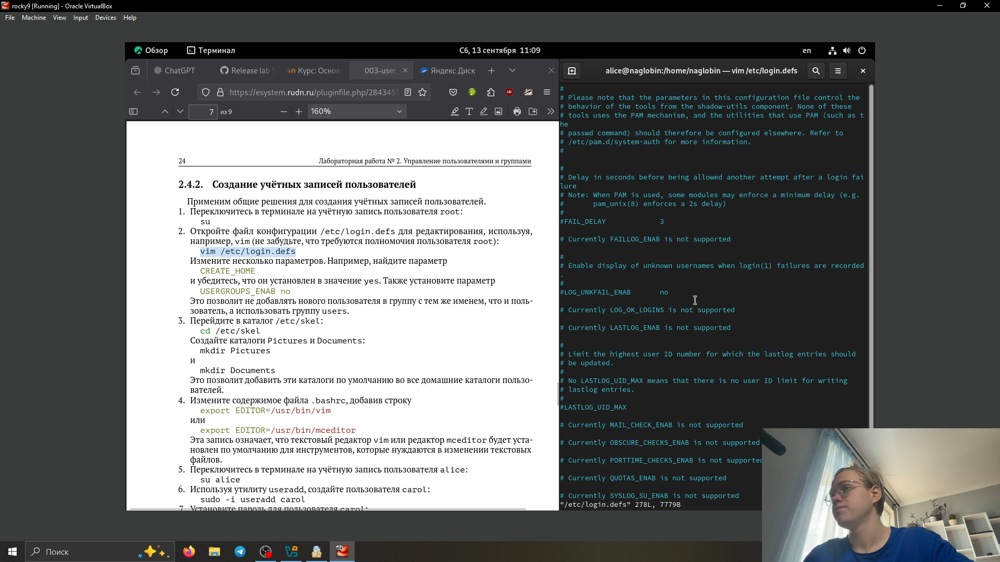 rocky9 [Running] - Oracle VirtualBox
File Machine View Input Devices Help
Обзор Терминал Сб, 13 сентября 11:09 en
ChatGPT Release lab 1 Курс: Основ 003-user_ Яндекс Диск
https://esystem.rudn.ru/pluginfile.php/2843451
7 из 9 160%
24 Лабораторная работа № 2. Управление пользователями и группами
2.4.2. Создание учётных записей пользователей
Применим общие решения для создания учётных записей пользователей.
1. Переключитесь в терминале на учётную запись пользователя root:
su
2. Откройте файл конфигурации /etc/login.defs для редактирования, используя,
например, vim (не забудьте, что требуются полномочия пользователя root):
vim /etc/login.defs
Измените несколько параметров. Например, найдите параметр
CREATE_HOME
и убедитесь, что он установлен в значение yes. Также установите параметр
USERGROUPS_ENAB no
Это позволит не добавлять нового пользователя в группу с тем же именем, что и поль-
зователь, а использовать группу users.
3. Перейдите в каталог /etc/skel:
cd /etc/skel
Создайте каталоги Pictures и Documents:
mkdir Pictures
и
mkdir Documents
Это позволит добавить эти каталоги по умолчанию во все домашние каталоги пользо-
вателей.
4. Измените содержимое файла .bashrc, добавив строку
export EDITOR=/usr/bin/vim
или
export EDITOR=/usr/bin/mceditor
Эта запись означает, что текстовый редактор vim или редактор mceditor будет уста-
новлен по умолчанию для инструментов, которые нуждаются в изменении текстовых
файлов.
5. Переключитесь в терминале на учётную запись пользователя alice:
su alice
6. Используя утилиту useradd, создайте пользователя carol:
sudo -i useradd carol
7. Установите пароль для пользователя carol:
alice@naglobin:/home/naglobin — vim /etc/login.defs
#
# Please note that the parameters in this configuration file control the
# behavior of the tools from the shadow-utils component. None of these
# tools uses the PAM mechanism, and the utilities that use PAM (such as t
he
# passwd command) should therefore be configured elsewhere. Refer to
# /etc/pam.d/system-auth for more information.
#
#
# Delay in seconds before being allowed another attempt after a login fai
lure
# Note: When PAM is used, some modules may enforce a minimum delay (e.g.
# pam_unix(8) enforces a 2s delay)
#
#FAIL_DELAY 3
# Currently FAILLOG_ENAB is not supported
#
# Enable display of unknown usernames when login(1) failures are recorded
.
#
#LOG_UNKFAIL_ENAB no
# Currently LOG_OK_LOGINS is not supported
# Currently LASTLOG_ENAB is not supported
#
# Limit the highest user ID number for which the lastlog entries should
# be updated.
#
# No LASTLOG_UID_MAX means that there is no user ID limit for writing
# lastlog entries.
#
#LASTLOG_UID_MAX
# Currently MAIL_CHECK_ENAB is not supported
# Currently OBSCURE_CHECKS_ENAB is not supported
# Currently PORTTIME_CHECKS_ENAB is not supported
# Currently QUOTAS_ENAB is not supported
# Currently SYSLOG_SU_ENAB is not supported
"/etc/login.defs" 278L, 7779B
Поиск